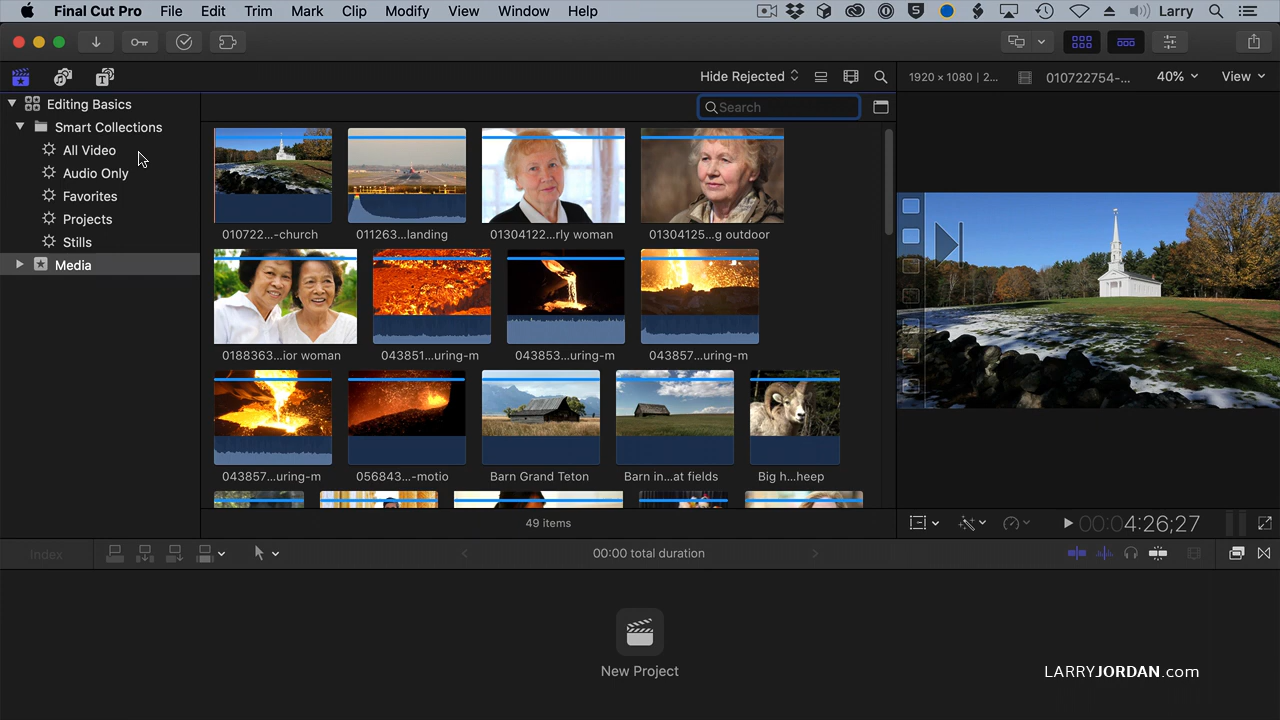 Final Cut Pro File Edit Trim Mark Clip Modify View Window Help Larry
Hide Rejected 1920 × 1080 | 2... 010722754-... 40% View
Editing Basics
Search
Smart Collections
All Video
Audio Only
Favorites
Projects
Stills
Media
010722...-church 011263...landing 01304122...rly woman 01304125...g outdoor
0188363...ior woman 043851...uring-m 043853...uring-m 043857...uring-m
043857...uring-m 056843...-motio Barn Grand Teton Barn in...at fields Big h...heep
49 items
00:00:04:26;27
Index 00:00 total duration
New Project
LARRYJORDAN.com